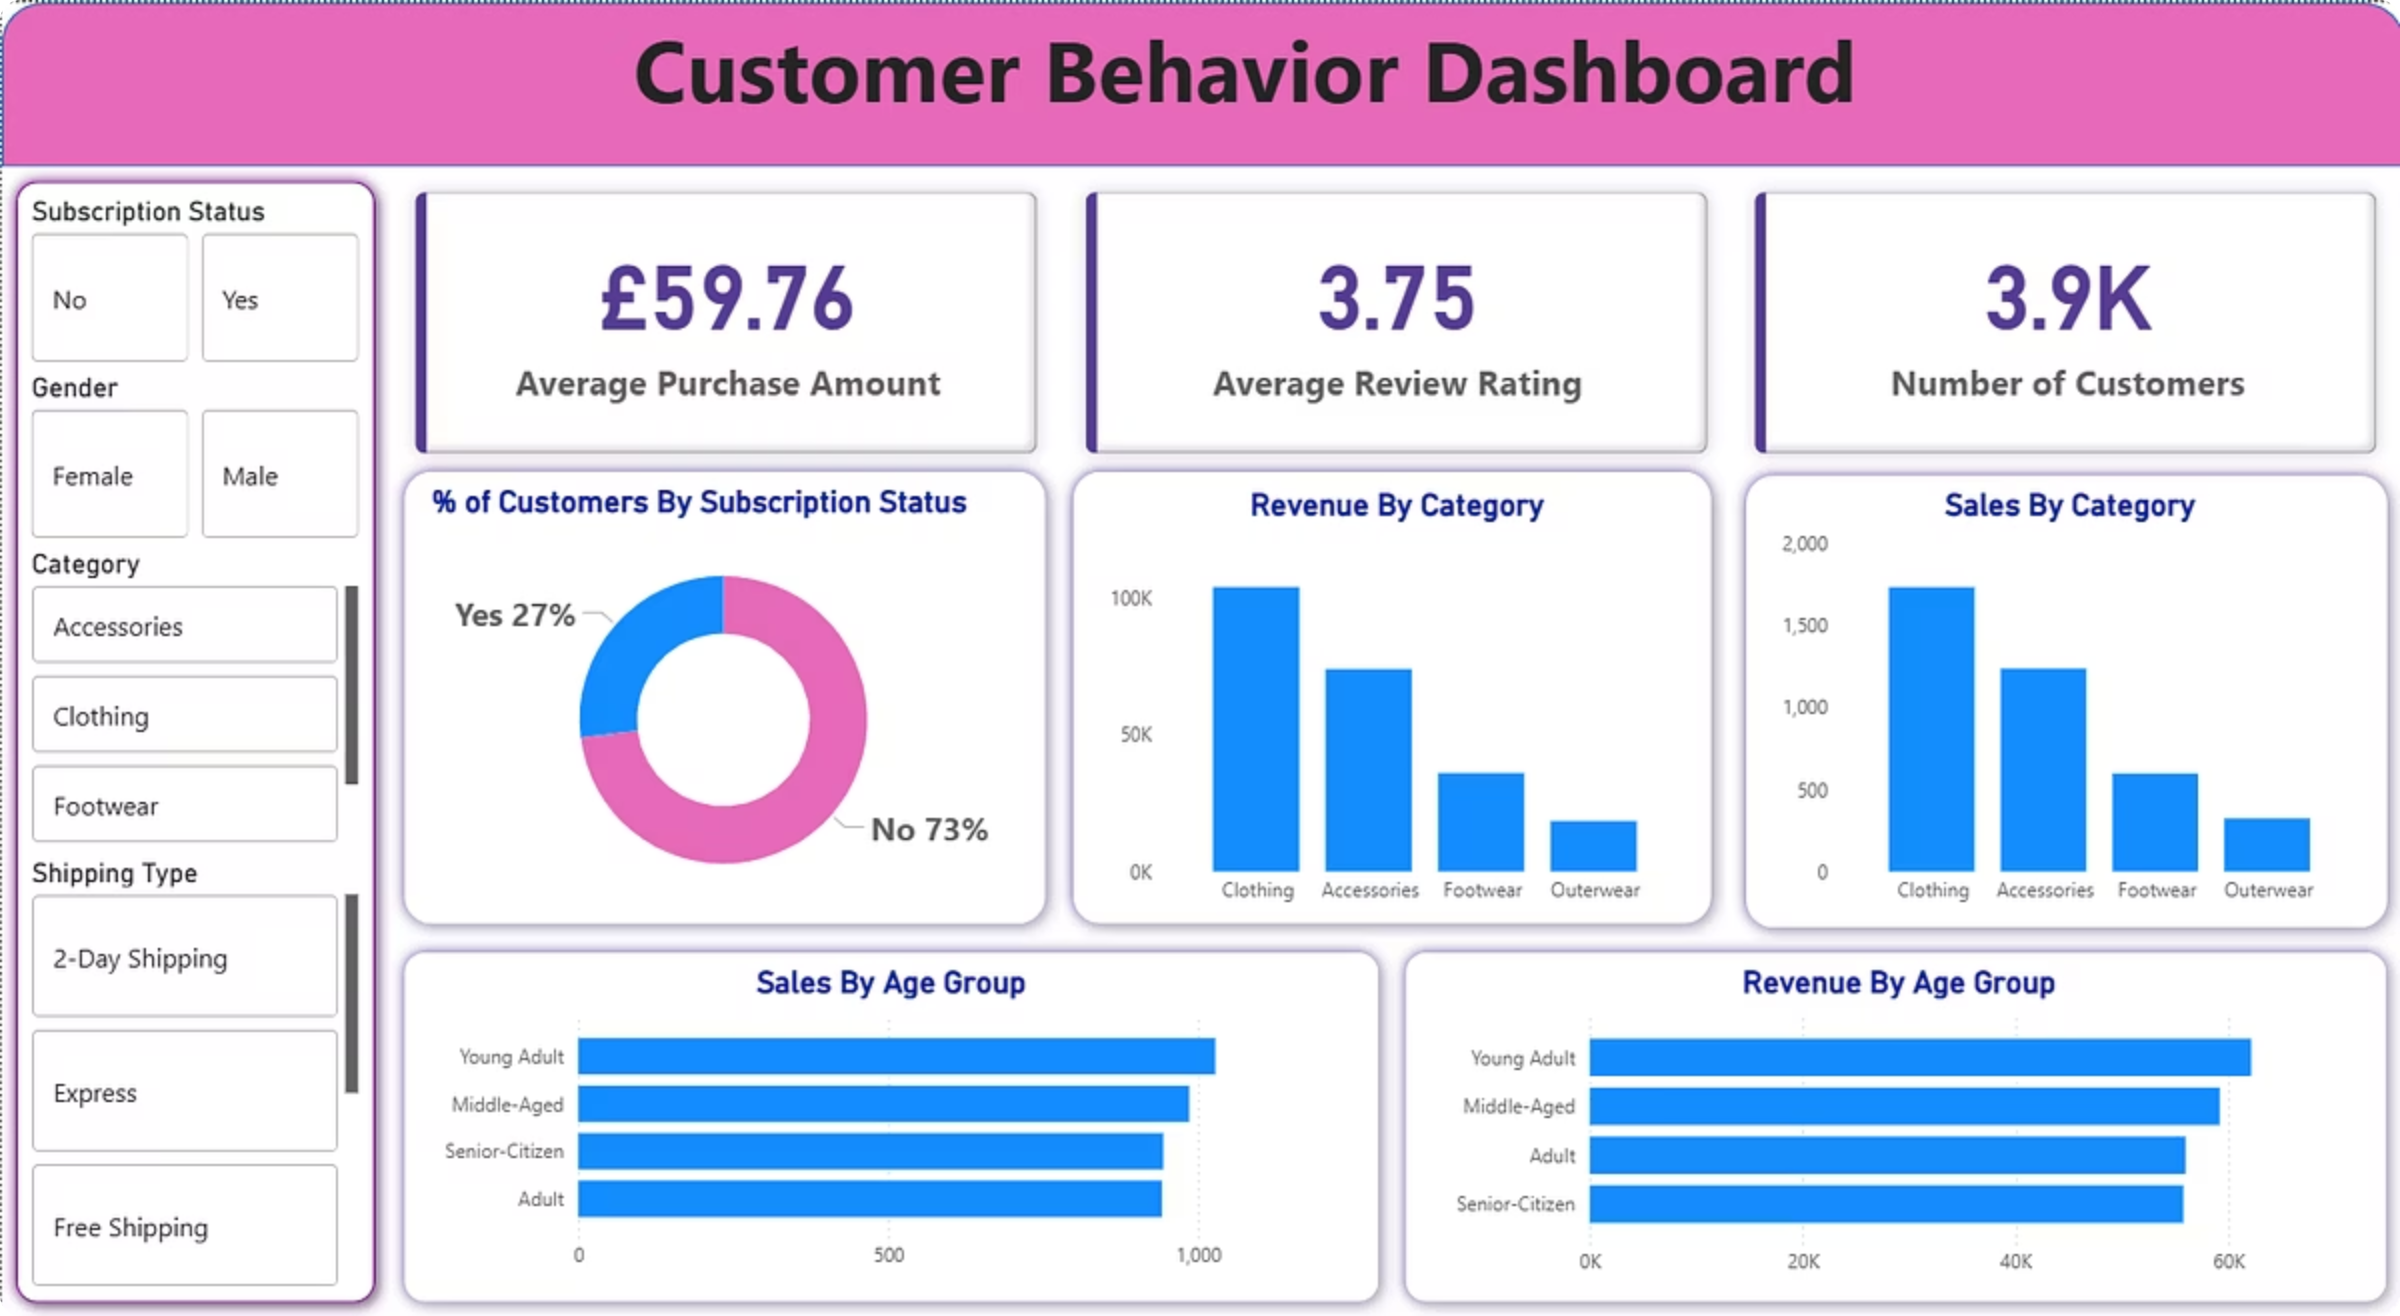 Customer Behavior Dashboard
Subscription Status
No
Yes
Gender
Female
Male
Category
Accessories
Clothing
Footwear
Shipping Type
2-Day Shipping
Express
Free Shipping
£59.76
Average Purchase Amount
3.75
Average Review Rating
3.9K
Number of Customers
% of Customers By Subscription Status
Yes 27%
No 73%
Revenue By Category
100K
50K
0K
Clothing Accessories Footwear Outerwear
Sales By Category
2,000
1,500
1,000
500
0
Clothing Accessories Footwear Outerwear
Sales By Age Group
Young Adult
Middle-Aged
Senior-Citizen
Adult
0 500 1,000
Revenue By Age Group
Young Adult
Middle-Aged
Adult
Senior-Citizen
0K 20K 40K 60K